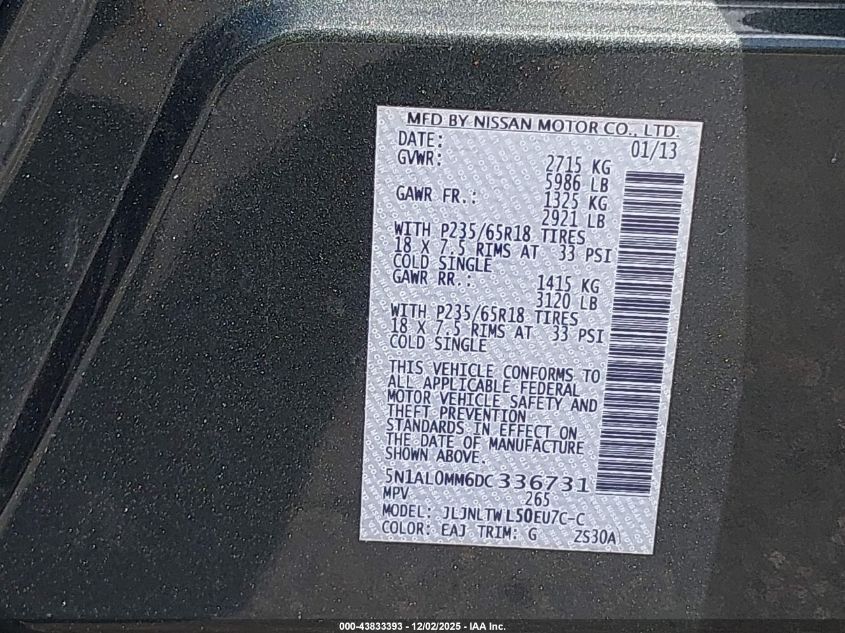 MFD BY NISSAN MOTOR CO., LTD.
DATE: 01/13
GVWR: 2715 KG
5986 LB
GAWR FR.: 1325 KG
2921 LB
WITH P235/65R18 TIRES
18 X 7.5 RIMS AT 33 PSI
COLD SINGLE
GAWR RR.: 1415 KG
3120 LB
WITH P235/65R18 TIRES
18 X 7.5 RIMS AT 33 PSI
COLD SINGLE
THIS VEHICLE CONFORMS TO
ALL APPLICABLE FEDERAL
MOTOR VEHICLE SAFETY AND
THEFT PREVENTION
STANDARDS IN EFFECT ON
THE DATE OF MANUFACTURE
SHOWN ABOVE.
5N1AL0MM6DC336731
MPV 265
MODEL: JLJNLTWL50EU7C-C
COLOR: EAJ TRIM: G ZS30A
000-43833393 - 12/02/2025 - IAA Inc.